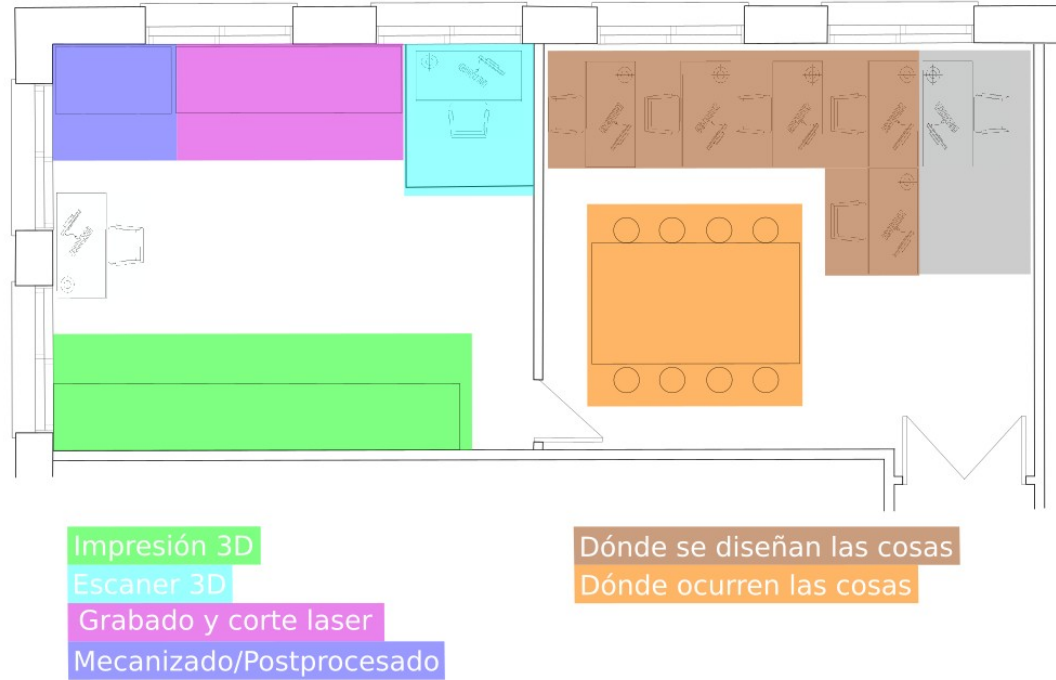 Impresión 3D
Escaner 3D
Grabado y corte laser
Mecanizado/Postprocesado
Dónde se diseñan las cosas
Dónde ocurren las cosas